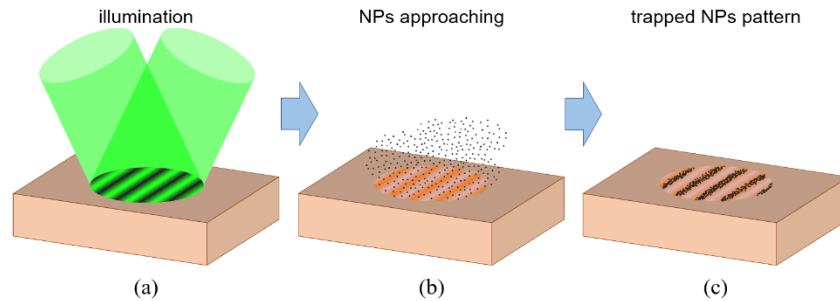 illumination
NPs approaching
trapped NPs pattern
(a)
(b)
(c)